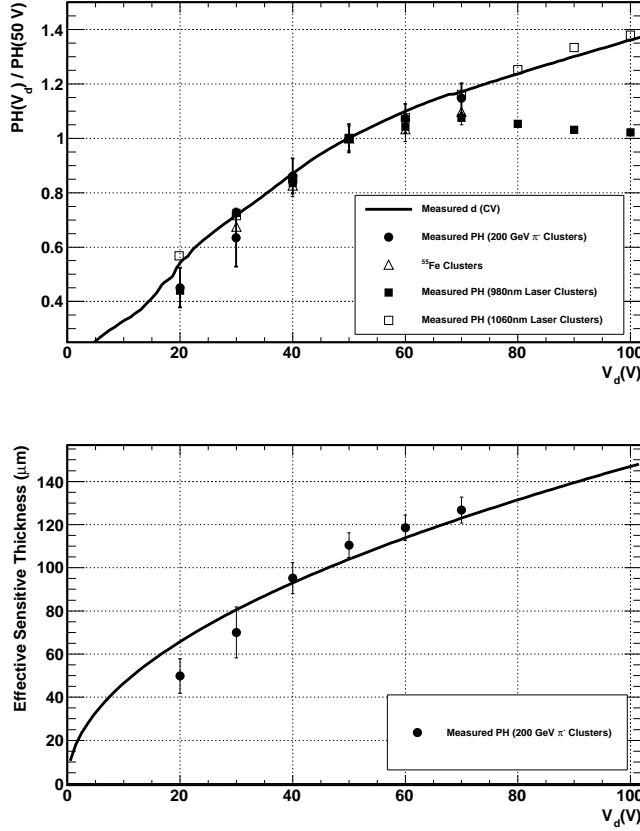 PH(V_d) / PH(50 V)
1.4
1.2
1
0.8
0.6
0.4
Measured d (CV)
Measured PH (200 GeV π⁻ Clusters)
⁵⁵Fe Clusters
Measured PH (980nm Laser Clusters)
Measured PH (1060nm Laser Clusters)
0 20 40 60 80 100
V_d(V)
Effective Sensitive Thickness (μm)
140
120
100
80
60
40
20
0
Measured PH (200 GeV π⁻ Clusters)
0 20 40 60 80 100
V_d(V)